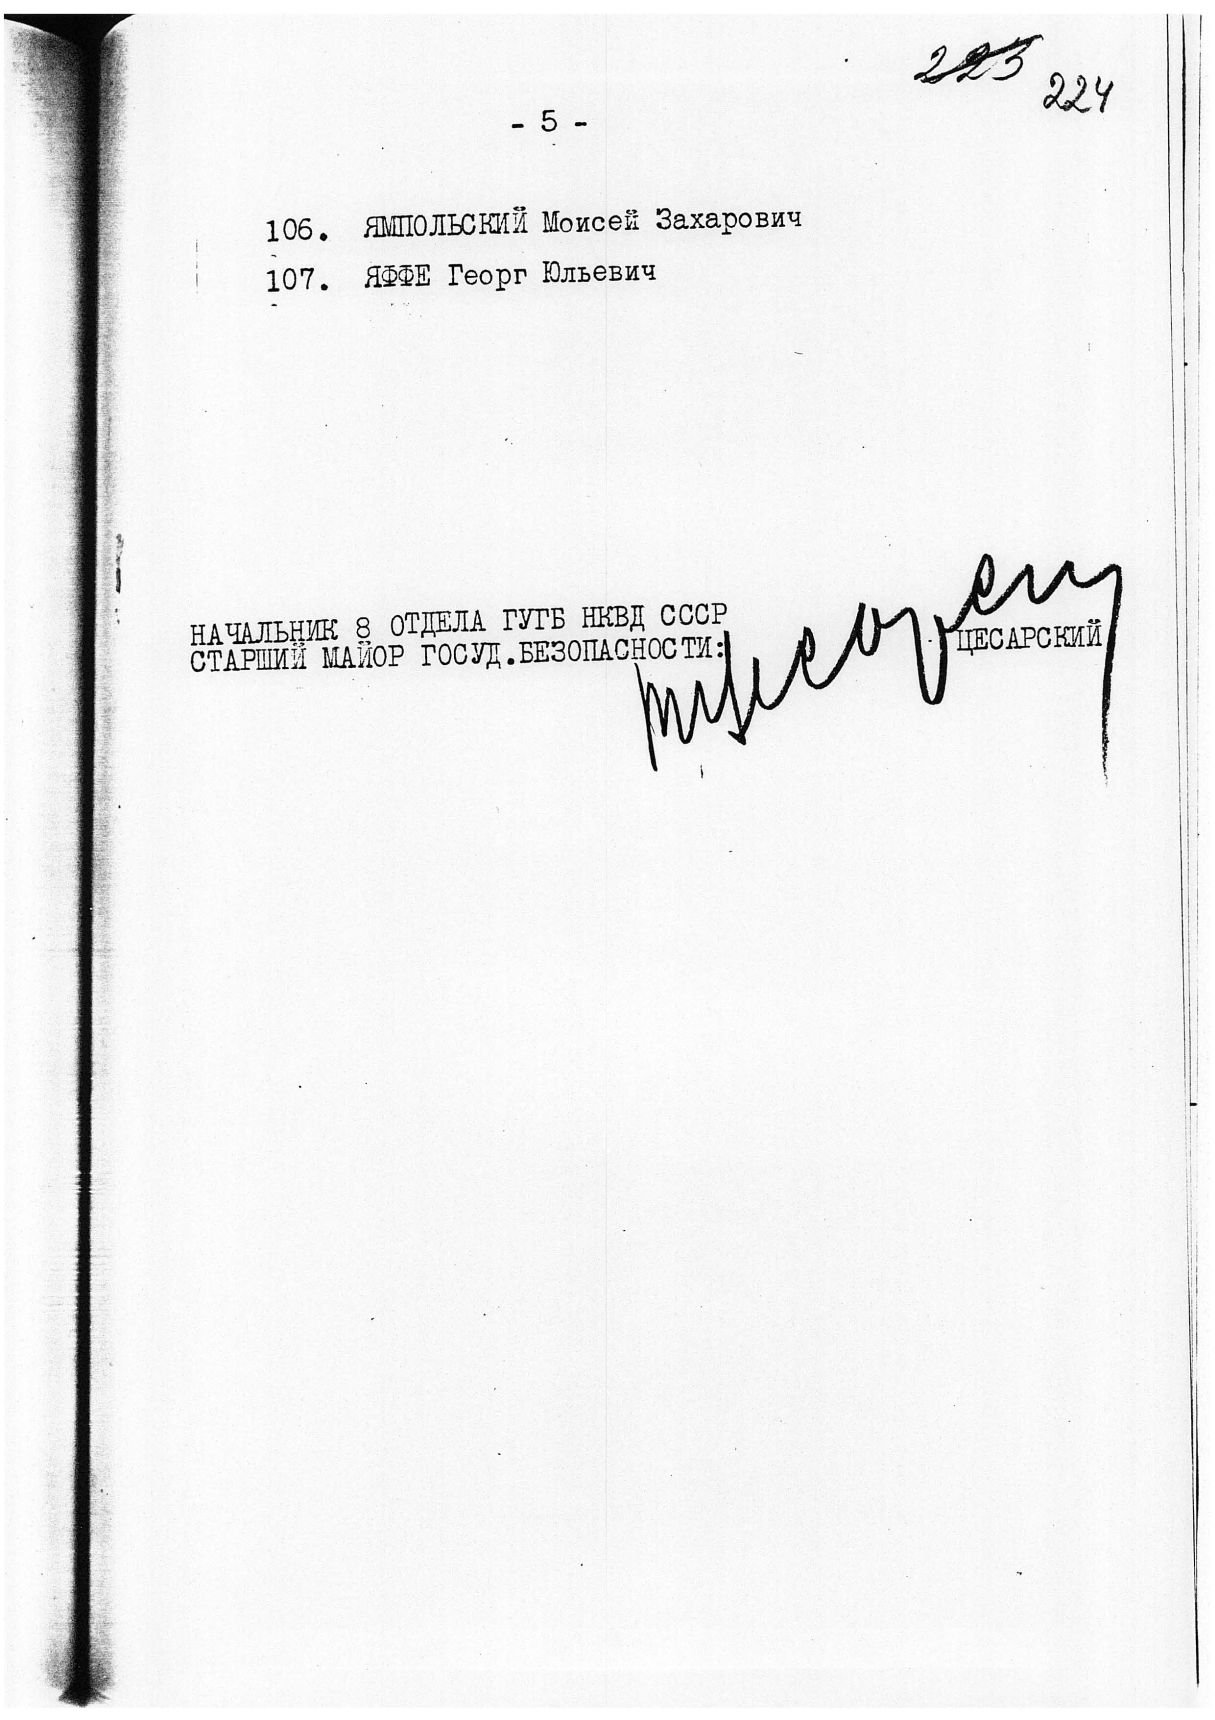 225
224
- 5 -
106. ЯМПОЛЬСКИЙ Моисей Захарович
107. ЯФФЕ Георг Юльевич
НАЧАЛЬНИК 8 ОТДЕЛА ГУГБ НКВД СССР
СТАРШИЙ МАЙОР ГОСУД.БЕЗОПАСНОСТИ:
ЦЕСАРСКИЙ